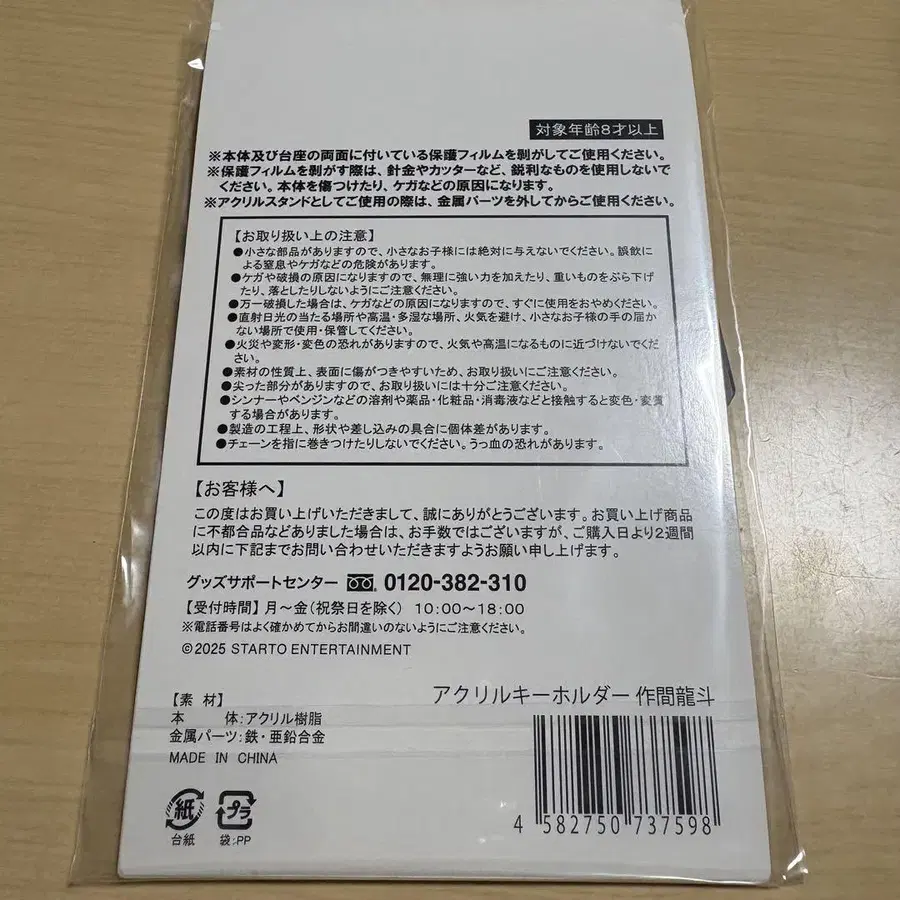 対象年齢8才以上
※本体及び台座の両面に付いている保護フィルムを剥がしてご使用ください。
※保護フィルムを剥がす際は、針金やカッターなど、鋭利なものを使用しないで
ください。本体を傷つけたり、ケガなどの原因になります。
※アクリルスタンドとしてご使用の際は、金属パーツを外してからご使用ください。
【お取り扱い上の注意】
●小さな部品がありますので、小さなお子様には絶対に与えないでください。誤飲
による窒息やケガなどの危険があります。
●ケガや破損の原因になりますので、無理に強い力を加えたり、重いものをぶら下げ
たり、落としたりしないようにご注意ください。
●万一破損した場合は、ケガなどの原因になりますので、すぐに使用をおやめください。
●直射日光の当たる場所や高温・多湿な場所、火気を避け、小さなお子様の手の届か
ない場所で使用・保管してください。
●火災や変形・変色の恐れがありますので、火気や高温になるものに近づけないでくだ
さい。
●素材の性質上、表面に傷がつきやすいため、お取り扱いにご注意ください。
●尖った部分がありますので、お取り扱いには十分ご注意ください。
●シンナーやベンジンなどの溶剤や薬品・化粧品・消毒液などと接触すると変色・変質
する場合があります。
●製造の工程上、形状や差し込みの具合に個体差があります。
●チェーンを指に巻きつけたりしないでください。うっ血の恐れがあります。
【お客様へ】
この度はお買い上げいただきまして、誠にありがとうございます。お買い上げ商品
に不都合品などありました場合は、お手数ではございますが、ご購入日より2週間
以内に下記までお問い合わせいただきますようお願い申し上げます。
グッズサポートセンター 0120-382-310
【受付時間】月〜金(祝祭日を除く) 10:00〜18:00
※電話番号はよく確かめてからお間違いのないようにご注意ください。
©2025 STARTO ENTERTAINMENT
【素 材】
本 体:アクリル樹脂
金属パーツ:鉄・亜鉛合金
MADE IN CHINA
紙
台紙
プラ
袋:PP
アクリルキーホルダー 作間龍斗
4 582750 737598